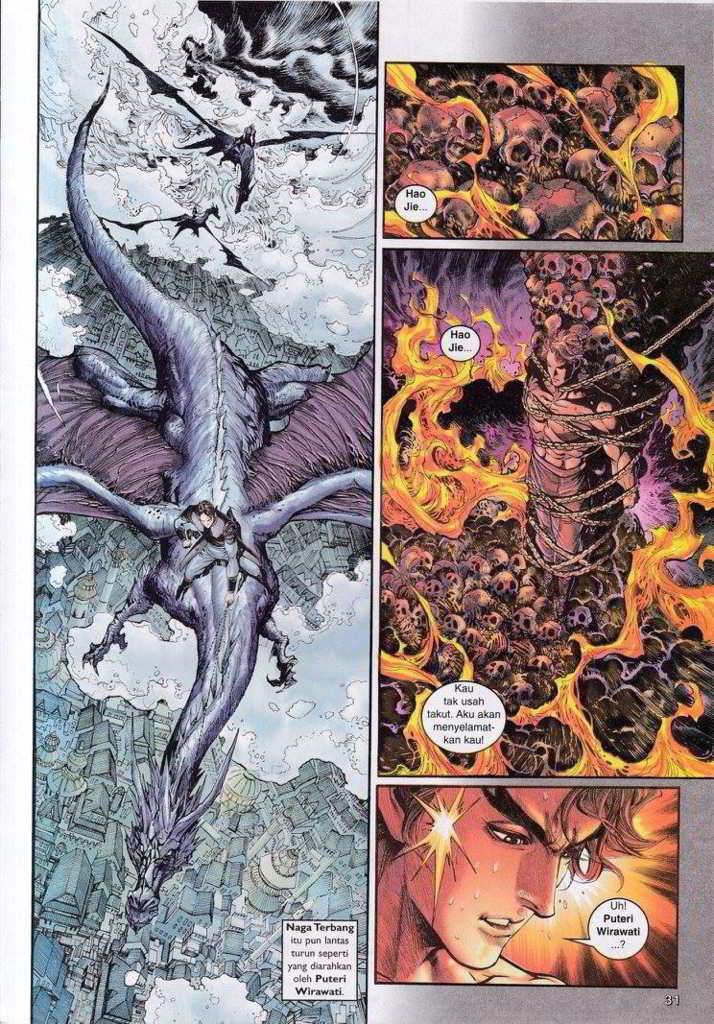 Naga Terbang
itu pun lantas
turun seperti
yang diarahkan
oleh Puteri
Wirawati.
Hao
Jie...
Hao
Jie...
Kau
tak usah
takut. Aku akan
menyelamat-
kan kau!
Uh!
Puteri
Wirawati
...?
31